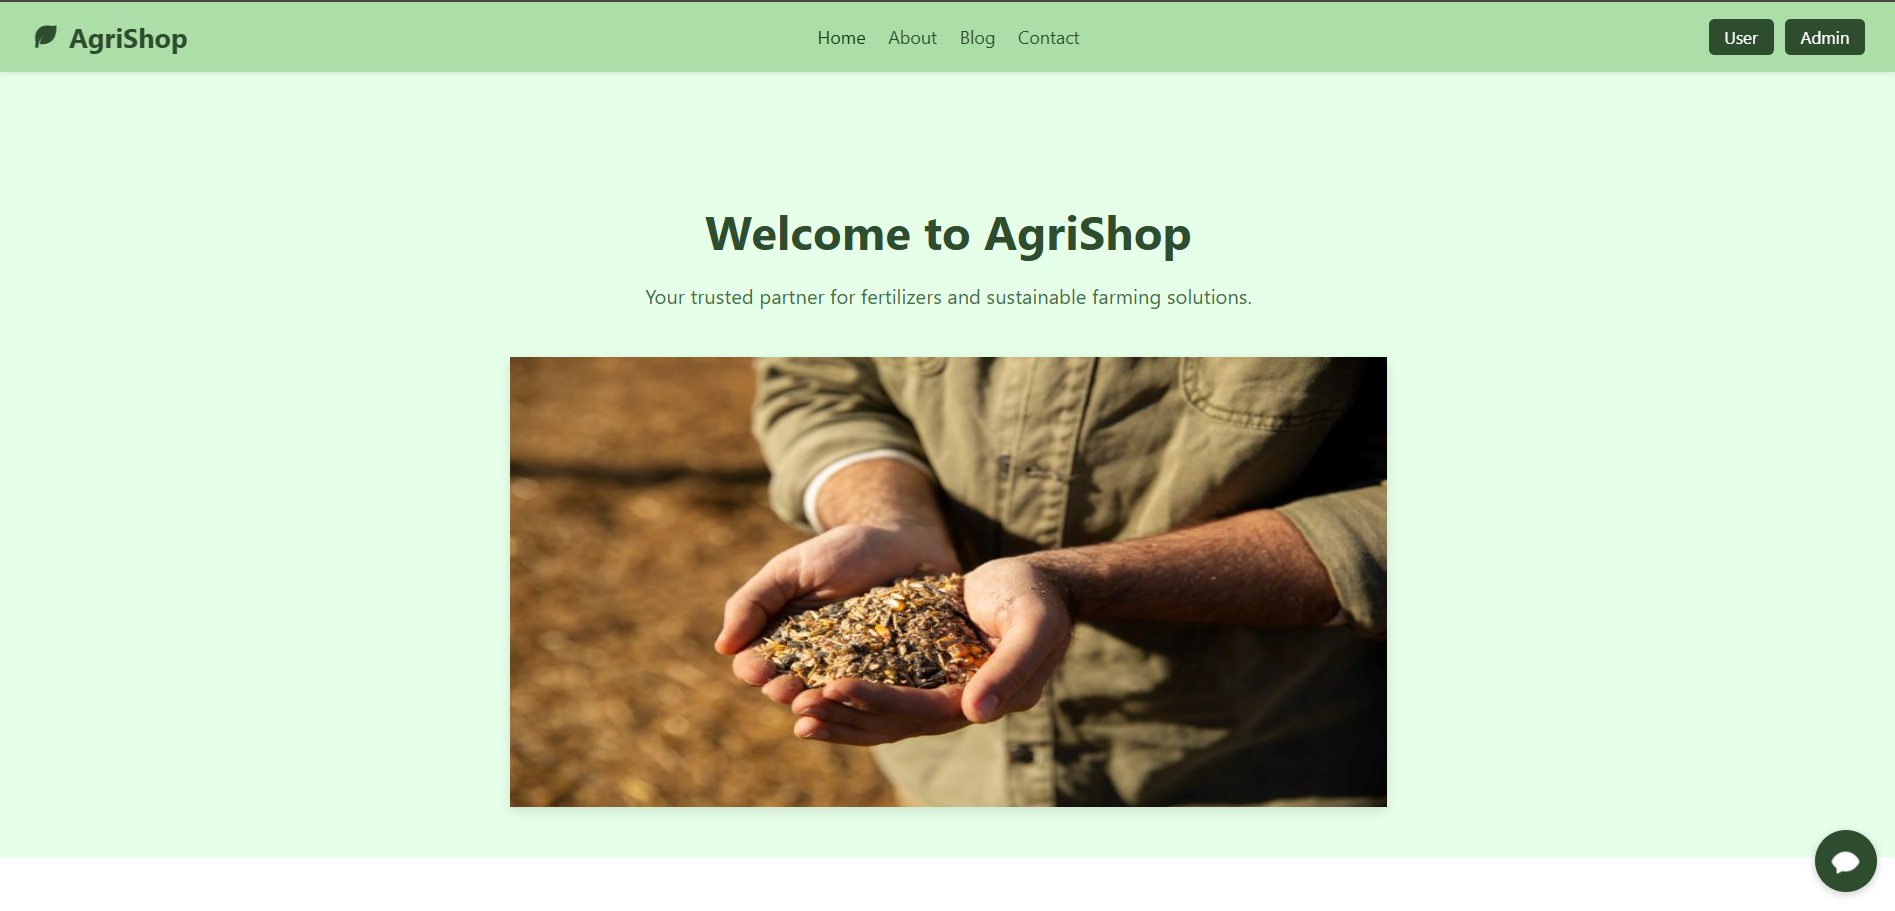 AgriShop
Home About Blog Contact
User Admin
Welcome to AgriShop
Your trusted partner for fertilizers and sustainable farming solutions.